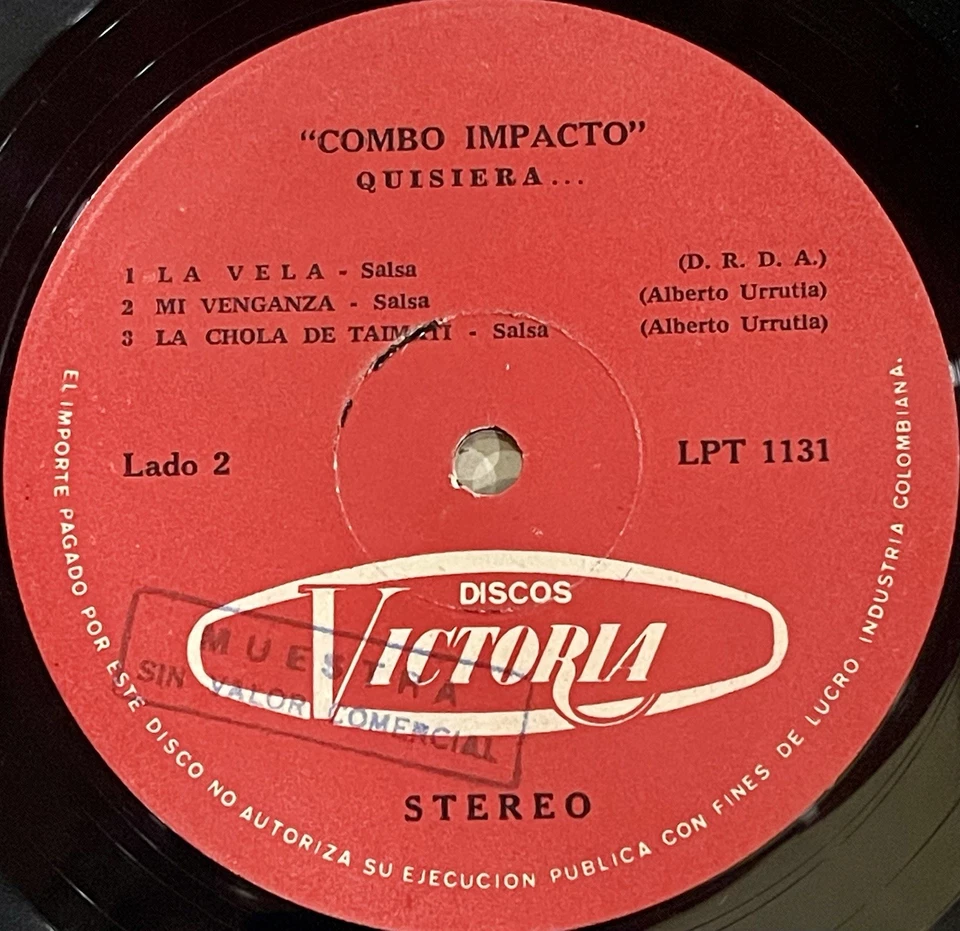 “COMBO IMPACTO”
QUISIERA...
1 LA VELA - Salsa (D. R. D. A.)
2 MI VENGANZA - Salsa (Alberto Urrutia)
3 LA CHOLA DE - Salsa (Alberto Urrutia)
Lado 2 LPT 1131
DISCOS
VICTORIA
MUESTRA
SIN VALOR COMERCIAL
STEREO
EL IMPORTE PAGADO POR ESTE DISCO NO AUTORIZA SU EJECUCION PUBLICA CON FINES DE LUCRO INDUSTRIA COLOMBIANA.